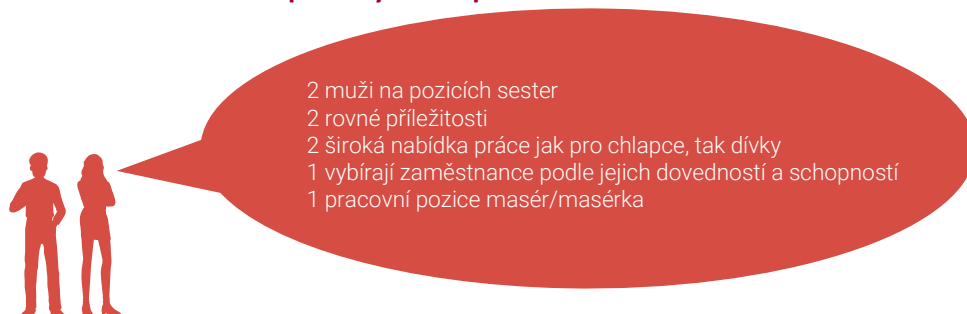 2 muži na pozicích sester
2 rovné příležitosti
2 široká nabídka práce jak pro chlapce, tak dívky
1 vybírají zaměstnance podle jejich dovedností a schopností
1 pracovní pozice masér/masérka